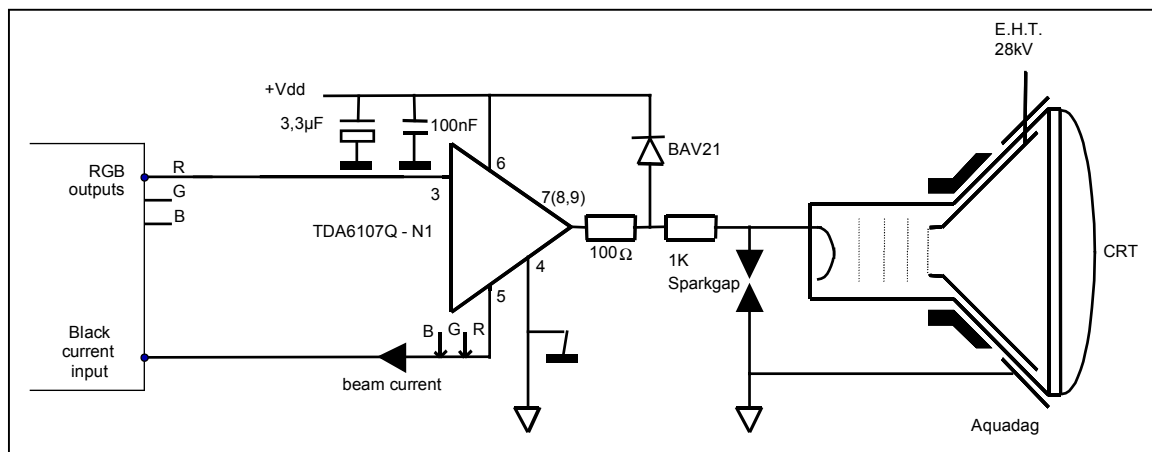 E.H.T.
28kV
+Vdd
3,3µF
100nF
BAV21
RGB
outputs
R
G
B
6
3
7(8,9)
TDA6107Q - N1
100Ω
1K
Sparkgap
4
5
CRT
Black
current
input
B
G
R
beam current
Aquadag